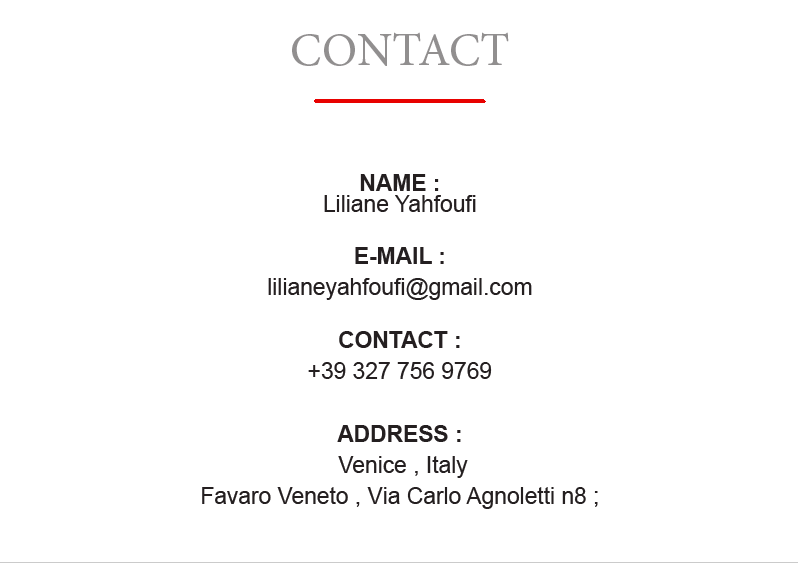 CONTACT
NAME :
Liliane Yahfoufi
E-MAIL :
lilianeyahfoufi@gmail.com
CONTACT :
+39 327 756 9769
ADDRESS :
Venice , Italy
Favaro Veneto , Via Carlo Agnoletti n8 ;